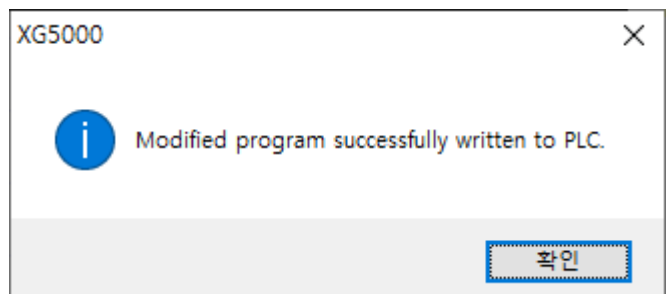 XG5000
Modified program successfully written to PLC.
확인